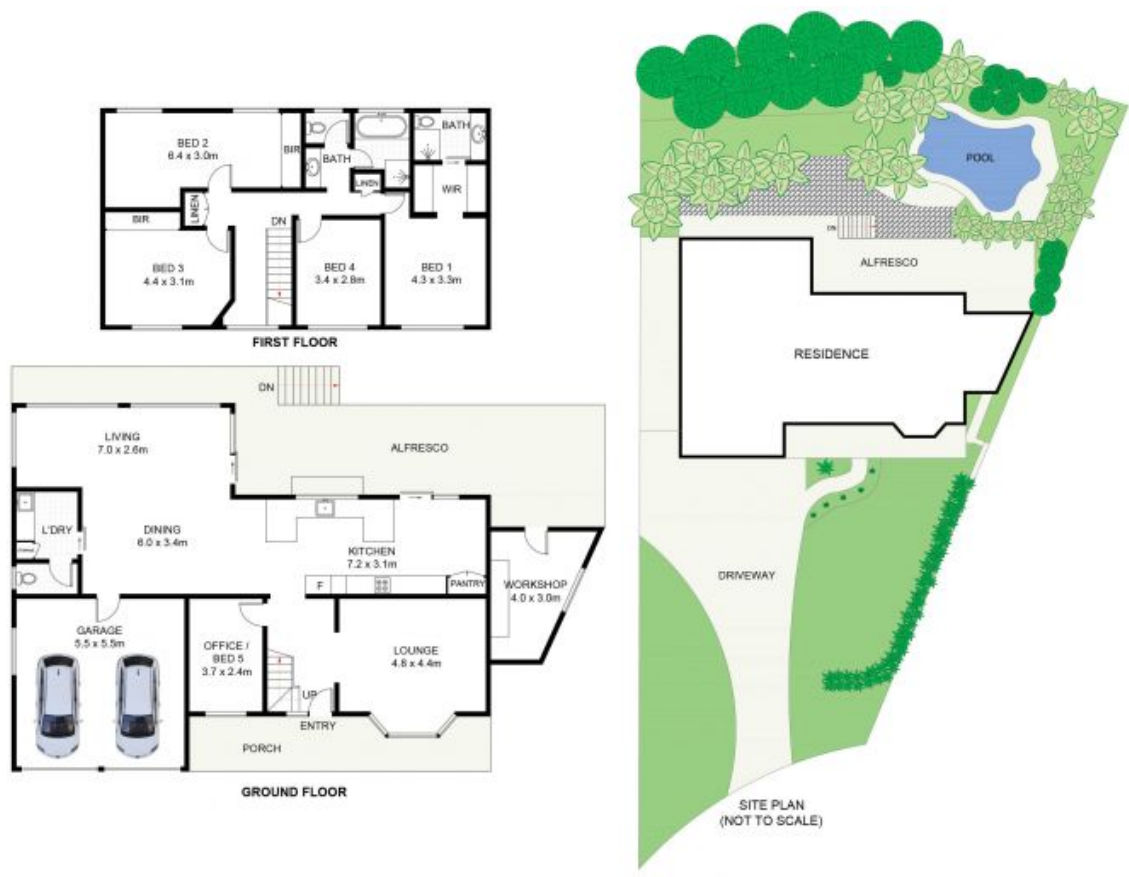 BED 2
6.4 x 3.0m
BIR
BATH
BATH
LINEN
WIR
LINEN
BIR
DN
BED 3
4.4 x 3.1m
BED 4
3.4 x 2.8m
BED 1
4.3 x 3.3m
FIRST FLOOR
DN
LIVING
7.0 x 2.6m
ALFRESCO
L'DRY
DINING
6.0 x 3.4m
KITCHEN
7.2 x 3.1m
F
PANTRY
WORKSHOP
4.0 x 3.0m
GARAGE
5.5 x 5.5m
OFFICE /
BED 5
3.7 x 2.4m
LOUNGE
4.8 x 4.4m
UP
ENTRY
PORCH
GROUND FLOOR
POOL
DN
ALFRESCO
RESIDENCE
DRIVEWAY
SITE PLAN
(NOT TO SCALE)